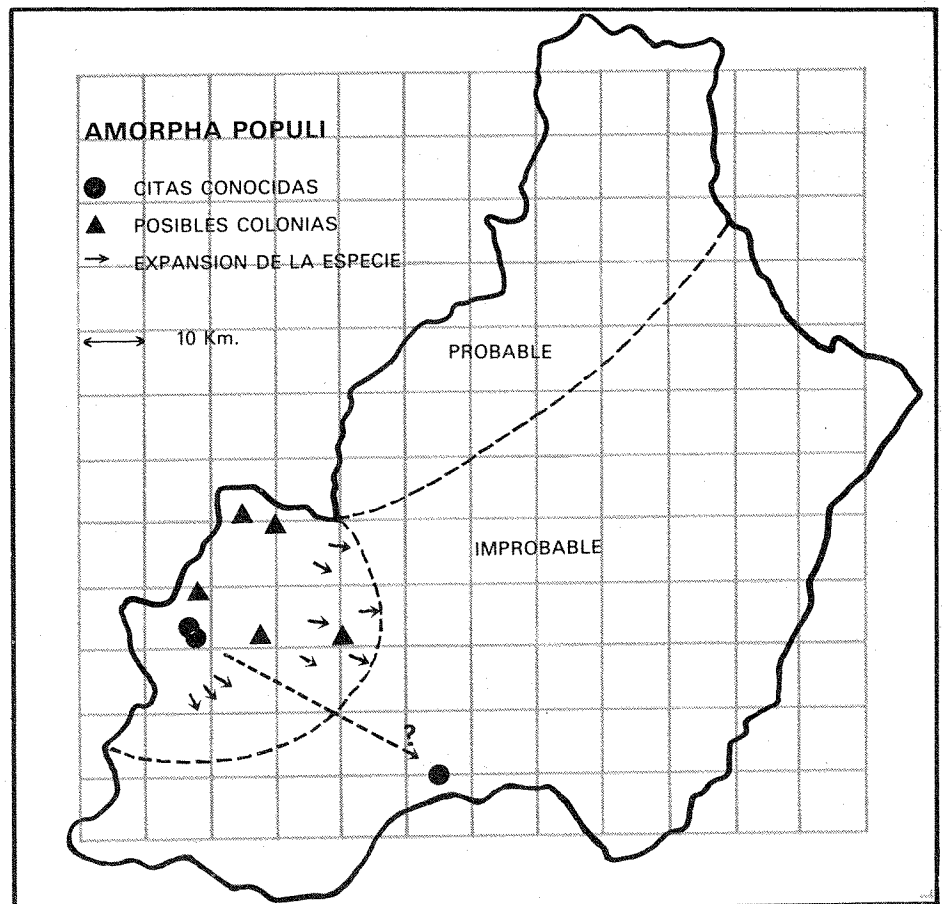 AMORPHA POPULI
CITAS CONOCIDAS
POSIBLES COLONIAS
EXPANSION DE LA ESPECIE
10 Km.
PROBABLE
IMPROBABLE
?